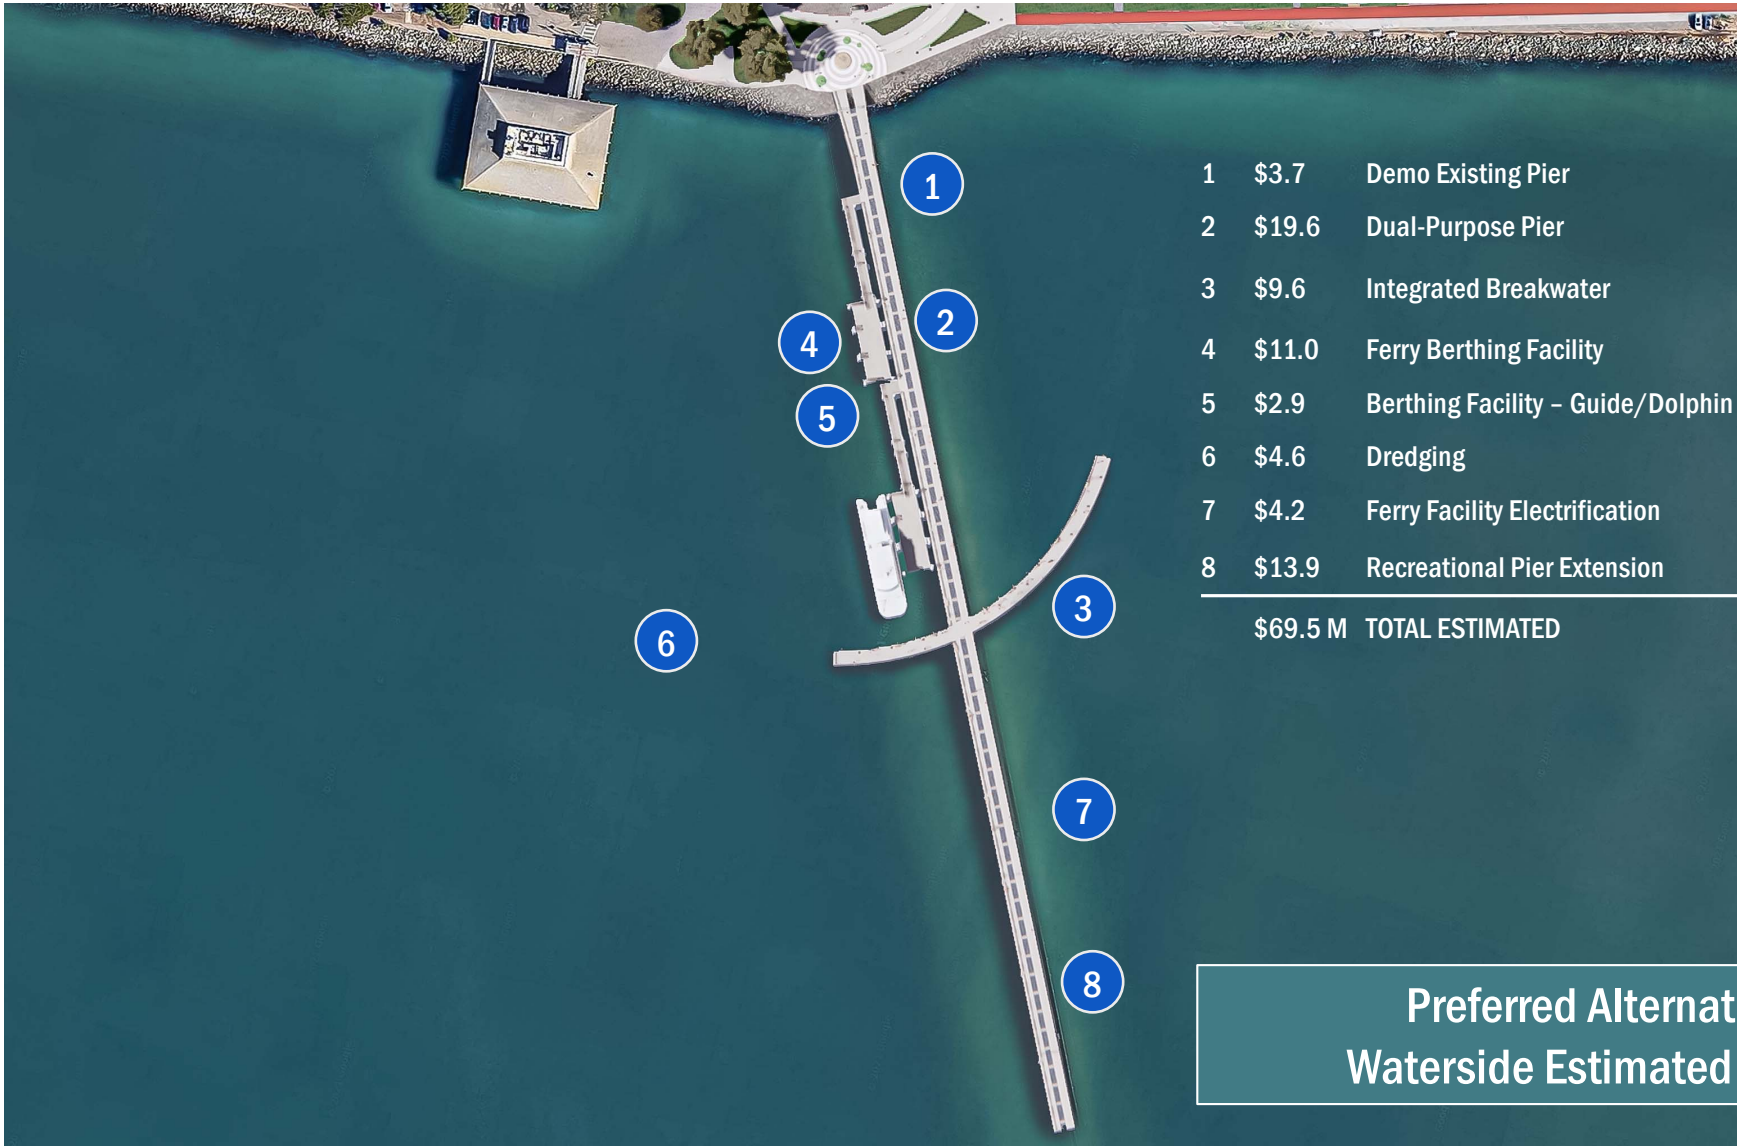 1 $3.7 Demo Existing Pier
2 $19.6 Dual-Purpose Pier
3 $9.6 Integrated Breakwater
4 $11.0 Ferry Berthing Facility
5 $2.9 Berthing Facility – Guide/Dolphin
6 $4.6 Dredging
7 $4.2 Ferry Facility Electrification
8 $13.9 Recreational Pier Extension
$69.5 M TOTAL ESTIMATED
1
2
4
5
3
6
7
8
Preferred Alternat
Waterside Estimated